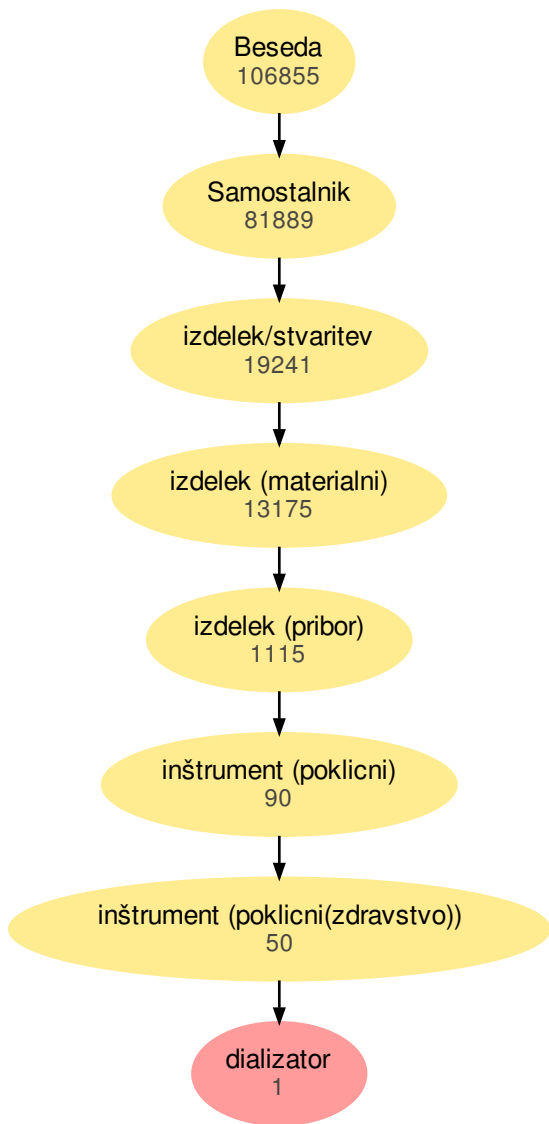 Beseda
106855
Samostalnik
81889
izdelek/stvaritev
19241
izdelek (materialni)
13175
izdelek (pribor)
1115
inštrument (poklicni)
90
inštrument (poklicni(zdravstvo))
50
dializator
1